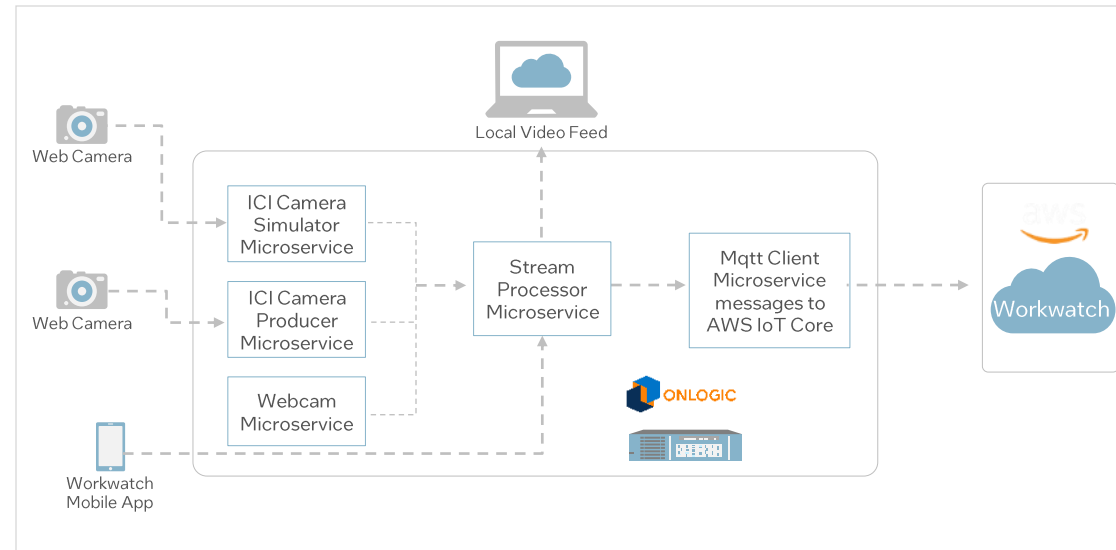 Local Video Feed
Web Camera
ICI Camera
Simulator
Microservice
Web Camera
ICI Camera
Producer
Microservice
Webcam
Microservice
Stream
Processor
Microservice
Mqtt Client
Microservice
messages to
AWS IoT Core
aws
Workwatch
ONLOGIC
Workwatch
Mobile App